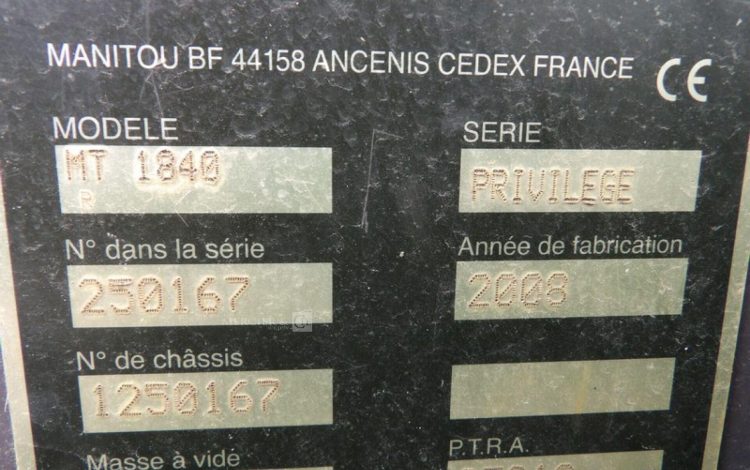 MANITOU BF 44158 ANCENIS CEDEX FRANCE CE
MODELE SERIE
MT 1840 PRIVILEGE
R
N° dans la série Année de fabrication
250167 2008
N° de châssis
1250167
Masse à vide P.T.R.A.